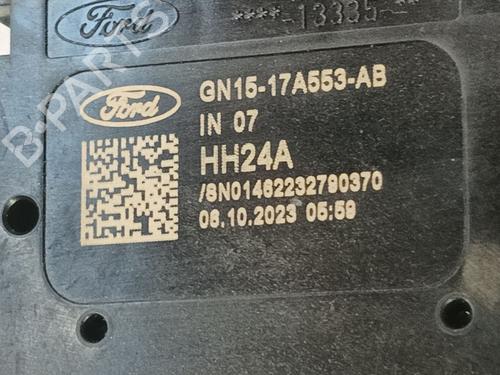 Ford
****-13335-**
Ford
GN15-17A553-AB
IN 07
HH24A
/SN01462232790370
06.10.2023 05:59
B-PARTS